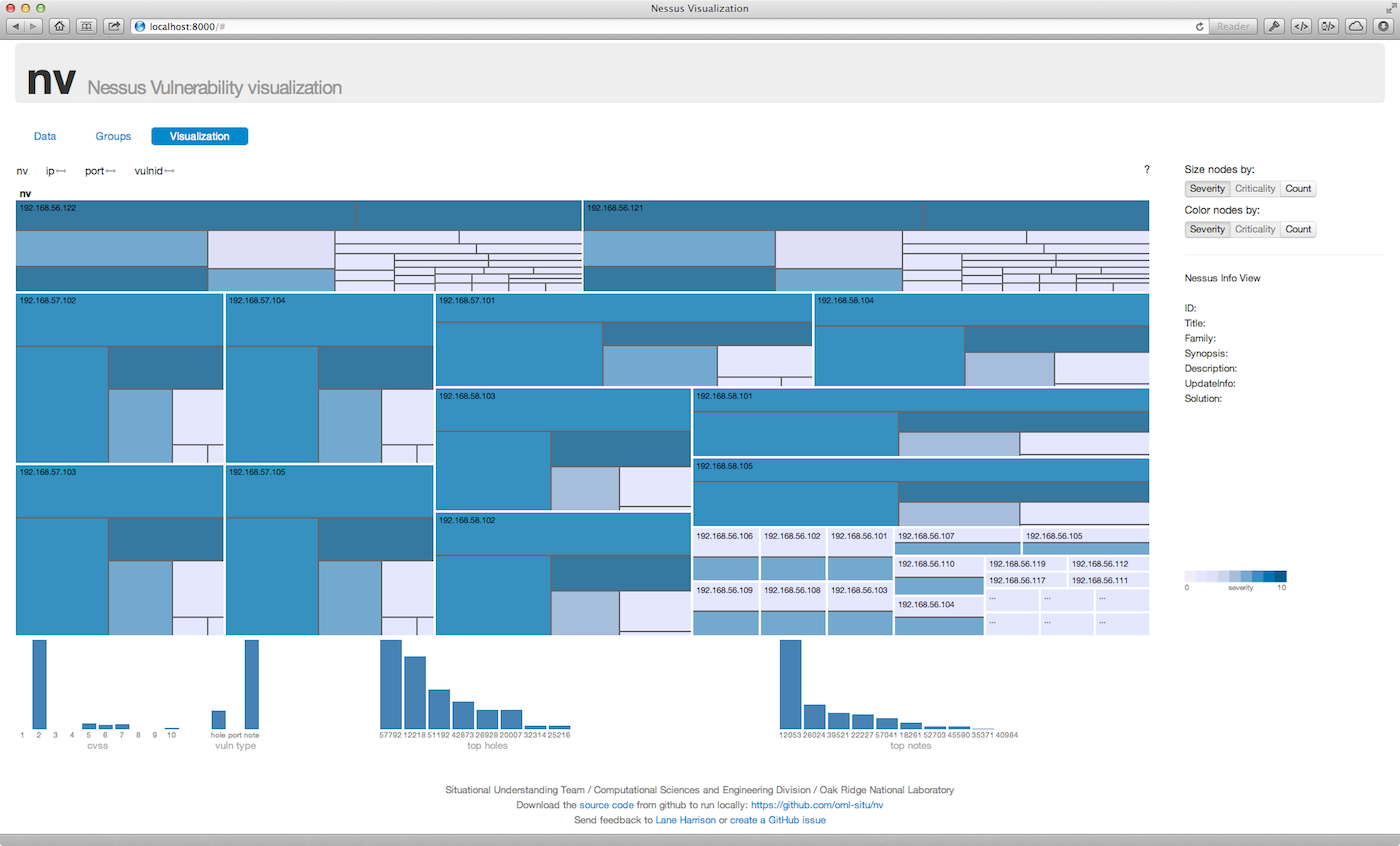 Nessus Visualization
localhost:8000/#
Reader
nv Nessus Vulnerability visualization
Data Groups Visualization
nv ip↔ port↔ vulnid↔ ?
nv
192.168.56.122 192.168.56.121
192.168.57.102 192.168.57.104 192.168.57.101 192.168.58.104
192.168.58.103 192.168.58.101
192.168.58.105
192.168.57.103 192.168.57.105
192.168.58.102
192.168.56.106 192.168.56.102 192.168.56.101 192.168.56.107 192.168.56.105
192.168.56.110 192.168.56.119 192.168.56.112
192.168.56.117 192.168.56.111
192.168.56.109 192.168.56.108 192.168.56.103
... ... ...
192.168.56.104
... ... ...
Size nodes by:
Severity Criticality Count
Color nodes by:
Severity Criticality Count
Nessus Info View
ID:
Title:
Family:
Synopsis:
Description:
UpdateInfo:
Solution:
0 severity 10
1 2 3 4 5 6 7 8 9 10
cvss
hole port note
vuln type
57792 12218 51192 42873 26928 20007 32314 25216
top holes
12053 26024 39521 22227 57041 18261 52703 45590 35371 40984
top notes
Situational Understanding Team / Computational Sciences and Engineering Division / Oak Ridge National Laboratory
Download the source code from github to run locally: https://github.com/ornl-situ/nv
Send feedback to Lane Harrison or create a GitHub issue